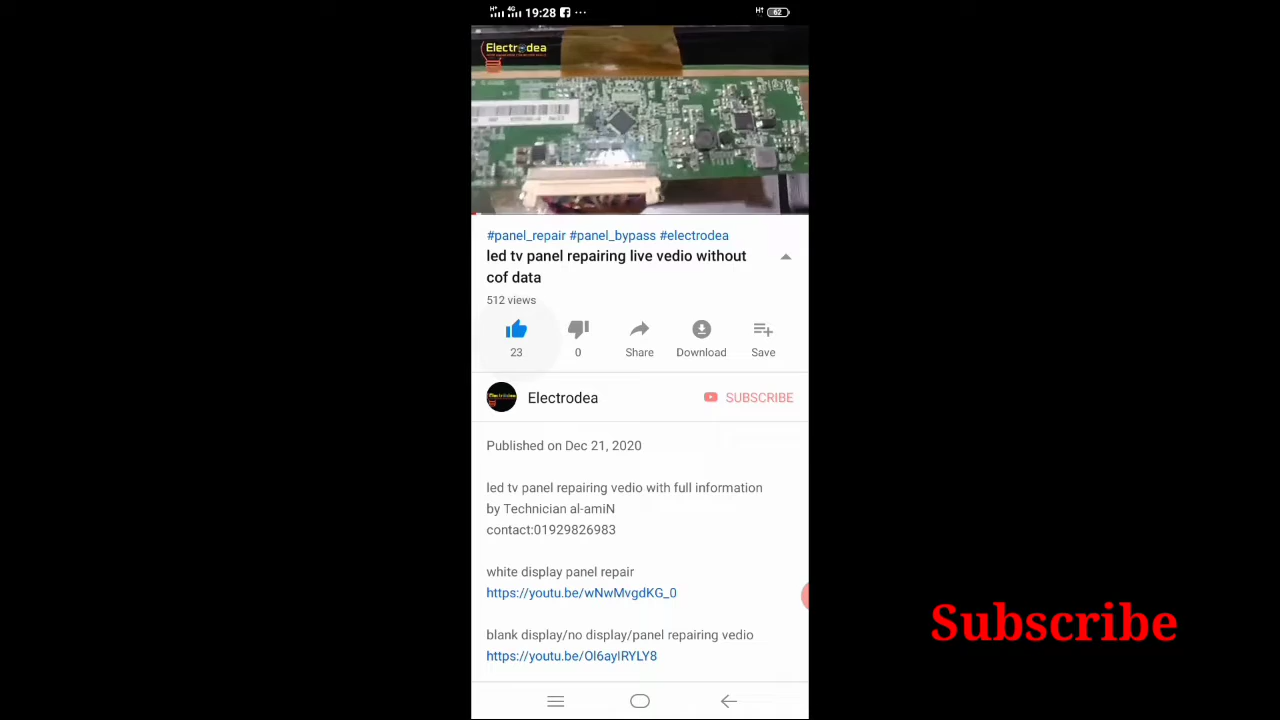 19:28
62
Electrodea
#panel_repair #panel_bypass #electrodea
led tv panel repairing live vedio without
cof data
512 views
23
0
Share
Download
Save
Electrodea
SUBSCRIBE
Published on Dec 21, 2020
led tv panel repairing vedio with full information
by Technician al-amiN
contact:01929826983
white display panel repair
https://youtu.be/wNwMvgdKG_0
blank display/no display/panel repairing vedio
https://youtu.be/Ol6aylRYLY8
Subscribe